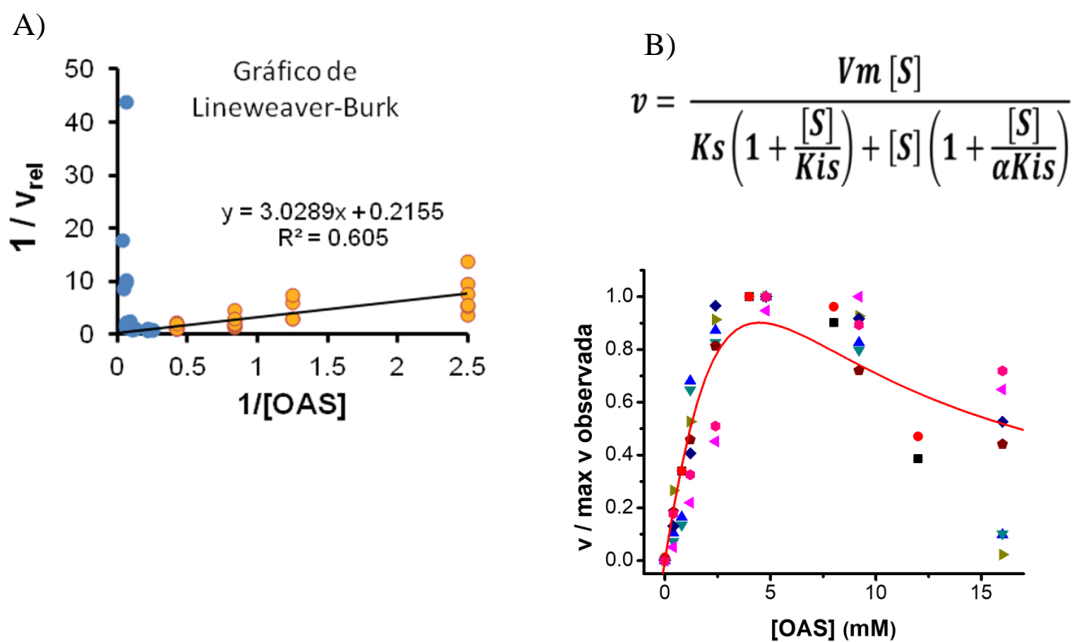 A)
Gráfico de
Lineweaver-Burk
y = 3.0289x + 0.2155
R² = 0.605
50
40
30
20
10
0
0 0.5 1 1.5 2 2.5
1 / v_rel
1/[OAS]
B)
v = Vm [S] / (Ks (1 + [S]/Kis) + [S] (1 + [S]/αKis))
1.0
0.8
0.6
0.4
0.2
0.0
0 5 10 15
v / max v observada
[OAS] (mM)